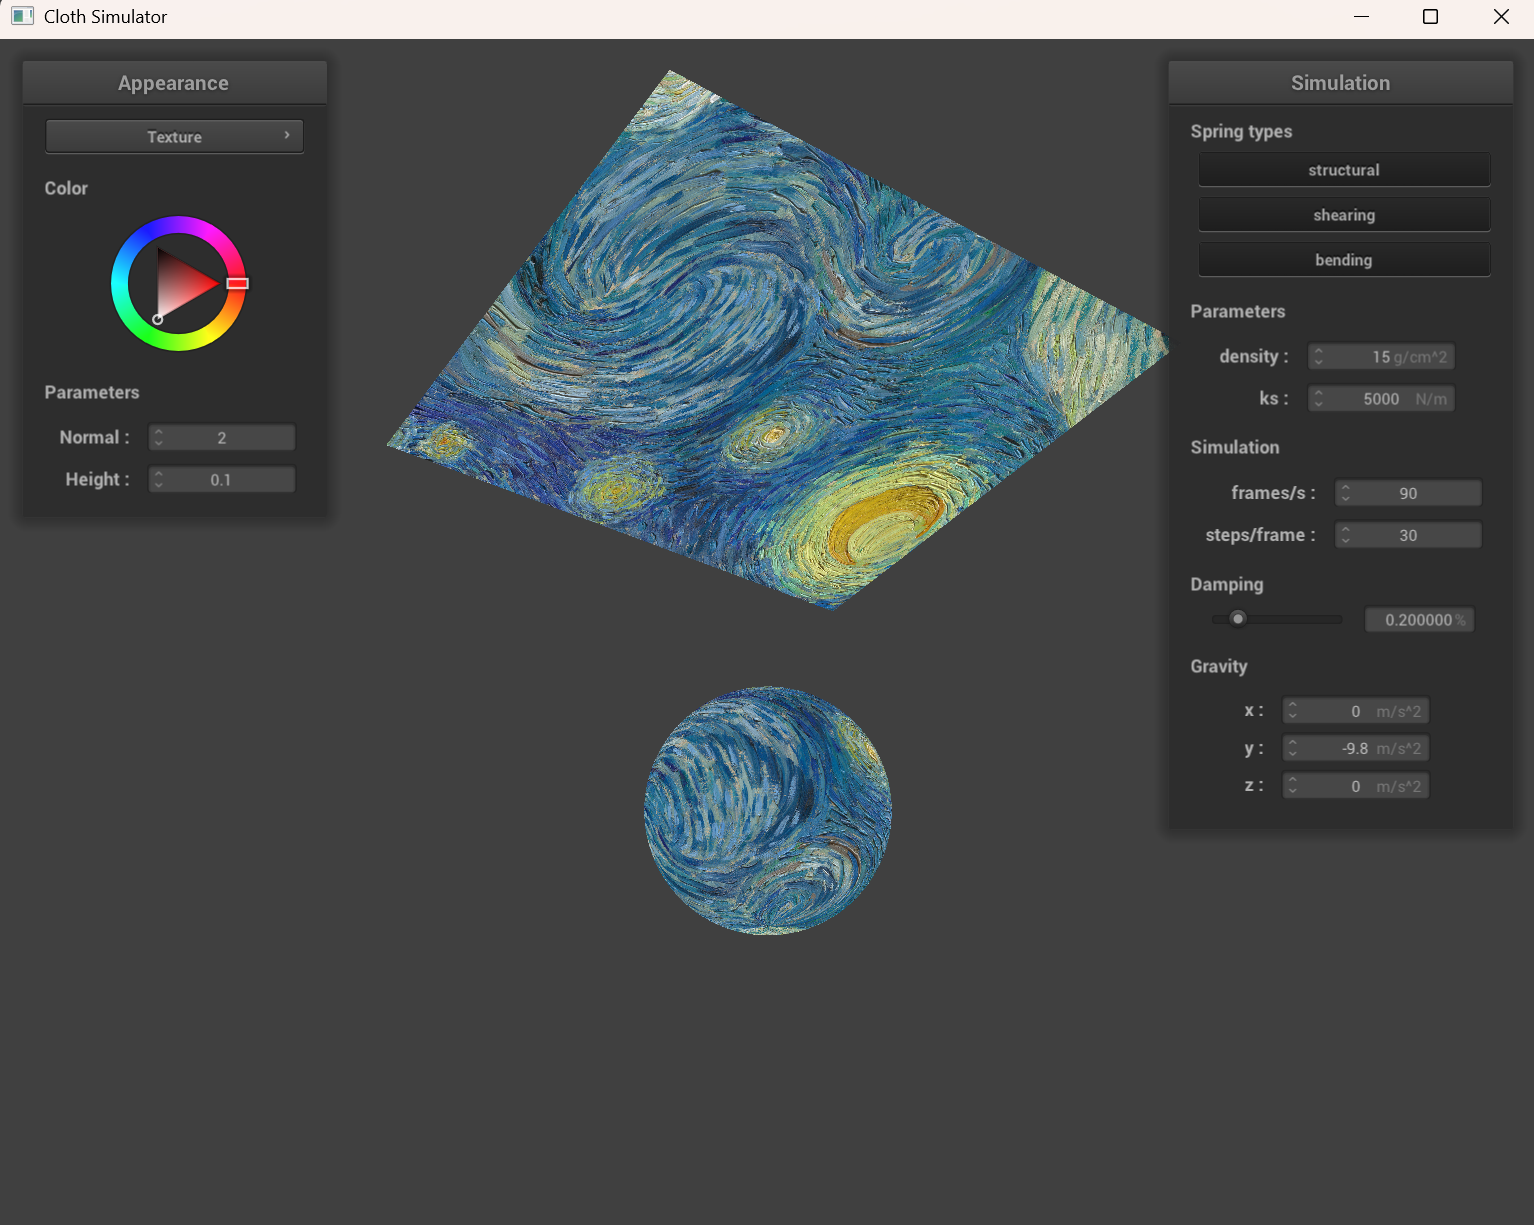 Cloth Simulator
Appearance
Texture
Color
Parameters
Normal : 2
Height : 0.1
Simulation
Spring types
structural
shearing
bending
Parameters
density : 15 g/cm^2
ks : 5000 N/m
Simulation
frames/s : 90
steps/frame : 30
Damping
0.200000 %
Gravity
x : 0 m/s^2
y : -9.8 m/s^2
z : 0 m/s^2